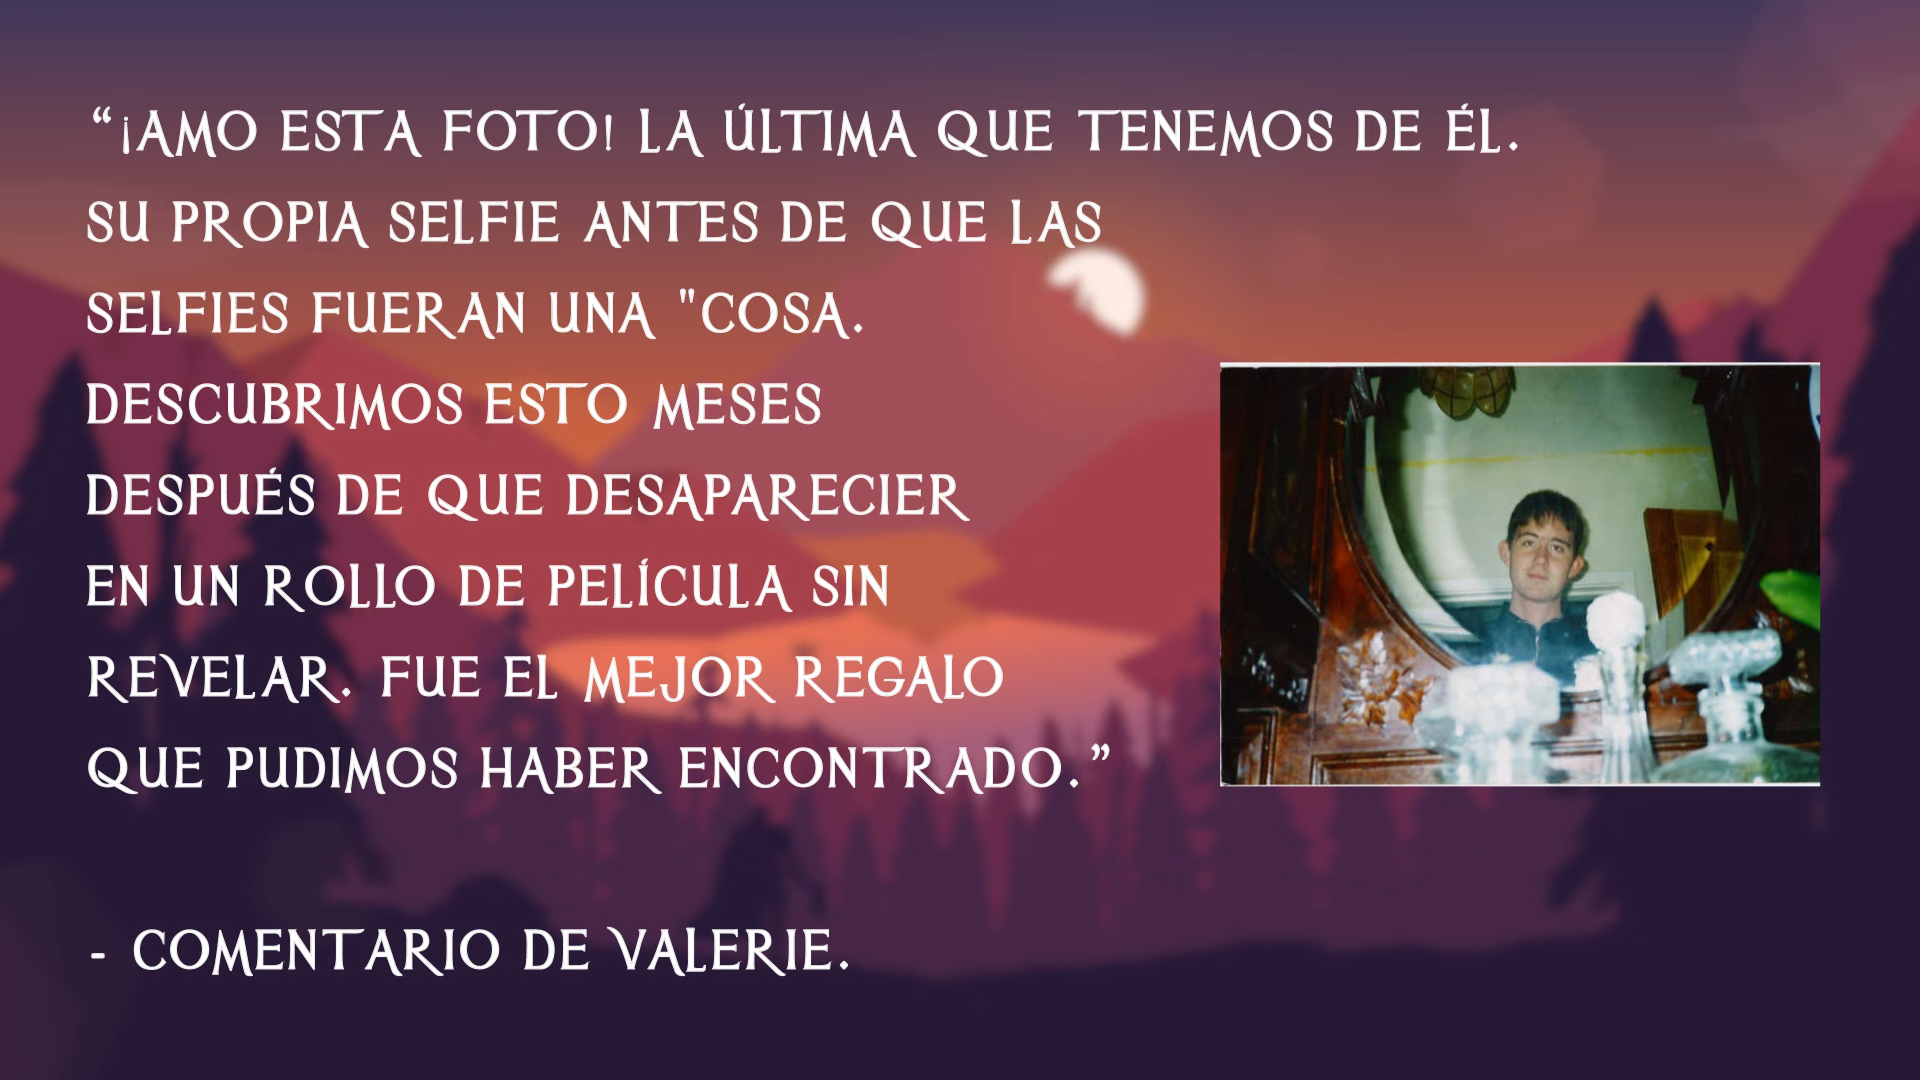 “¡AMO ESTA FOTO! LA ÚLTIMA QUE TENEMOS DE ÉL.
SU PROPIA SELFIE ANTES DE QUE LAS
SELFIES FUERAN UNA "COSA.
DESCUBRIMOS ESTO MESES
DESPUÉS DE QUE DESAPARECIER
EN UN ROLLO DE PELÍCULA SIN
REVELAR. FUE EL MEJOR REGALO
QUE PUDIMOS HABER ENCONTRADO.”
- COMENTARIO DE VALERIE.